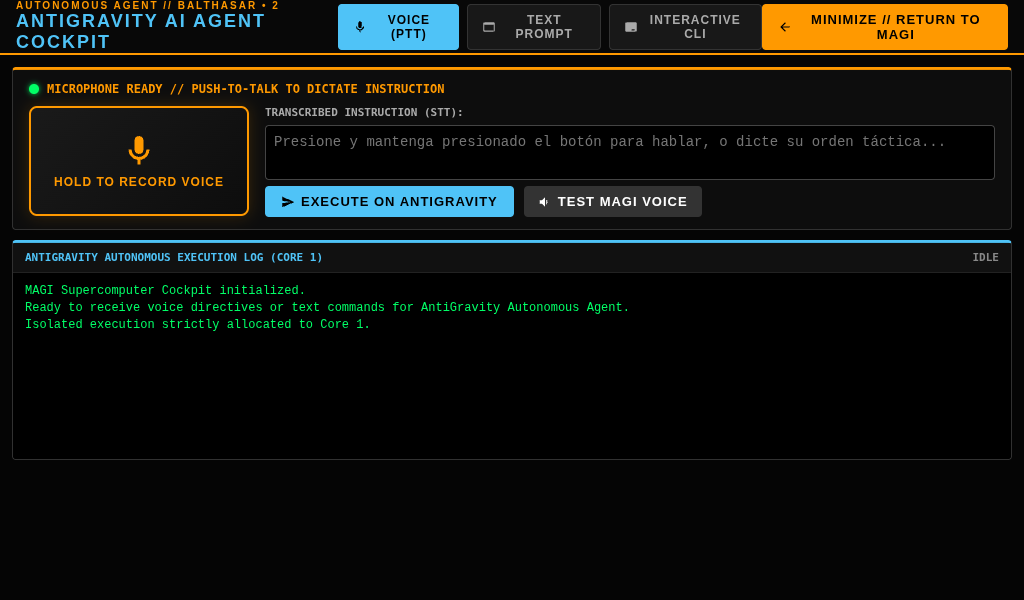 AUTONOMOUS AGENT // BALTHASAR • 2
ANTIGRAVITY AI AGENT
COCKPIT
VOICE
(PTT)
TEXT
PROMPT
INTERACTIVE
CLI
MINIMIZE // RETURN TO
MAGI
MICROPHONE READY // PUSH-TO-TALK TO DICTATE INSTRUCTION
HOLD TO RECORD VOICE
TRANSCRIBED INSTRUCTION (STT):
Presione y mantenga presionado el botón para hablar, o dicte su orden táctica...
EXECUTE ON ANTIGRAVITY
TEST MAGI VOICE
ANTIGRAVITY AUTONOMOUS EXECUTION LOG (CORE 1)
IDLE
MAGI Supercomputer Cockpit initialized.
Ready to receive voice directives or text commands for AntiGravity Autonomous Agent.
Isolated execution strictly allocated to Core 1.